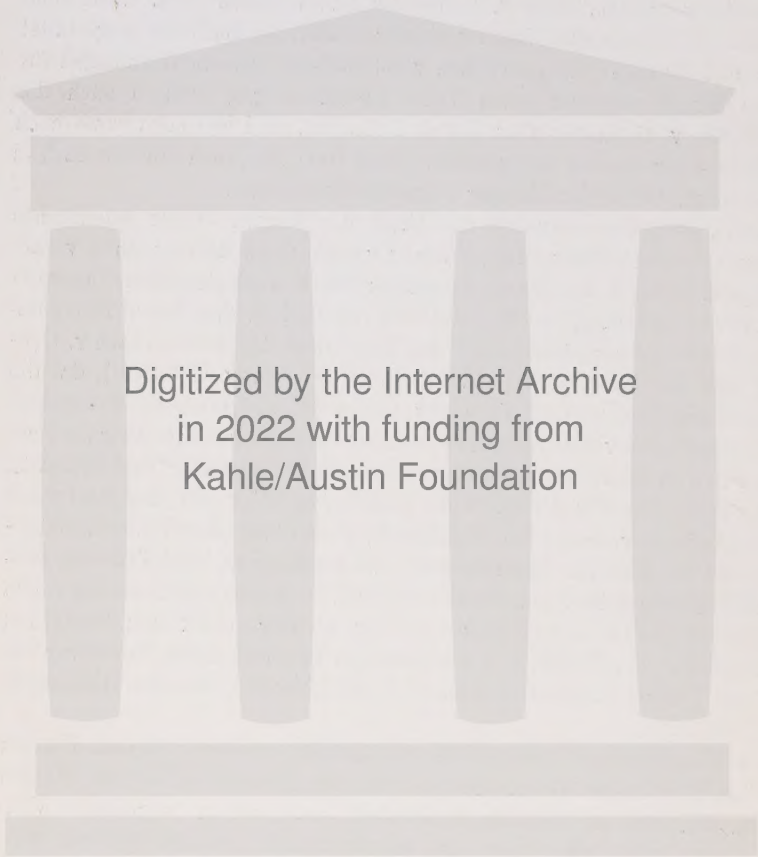 Digitized by the Internet Archive
in 2022 with funding from
Kahle/Austin Foundation